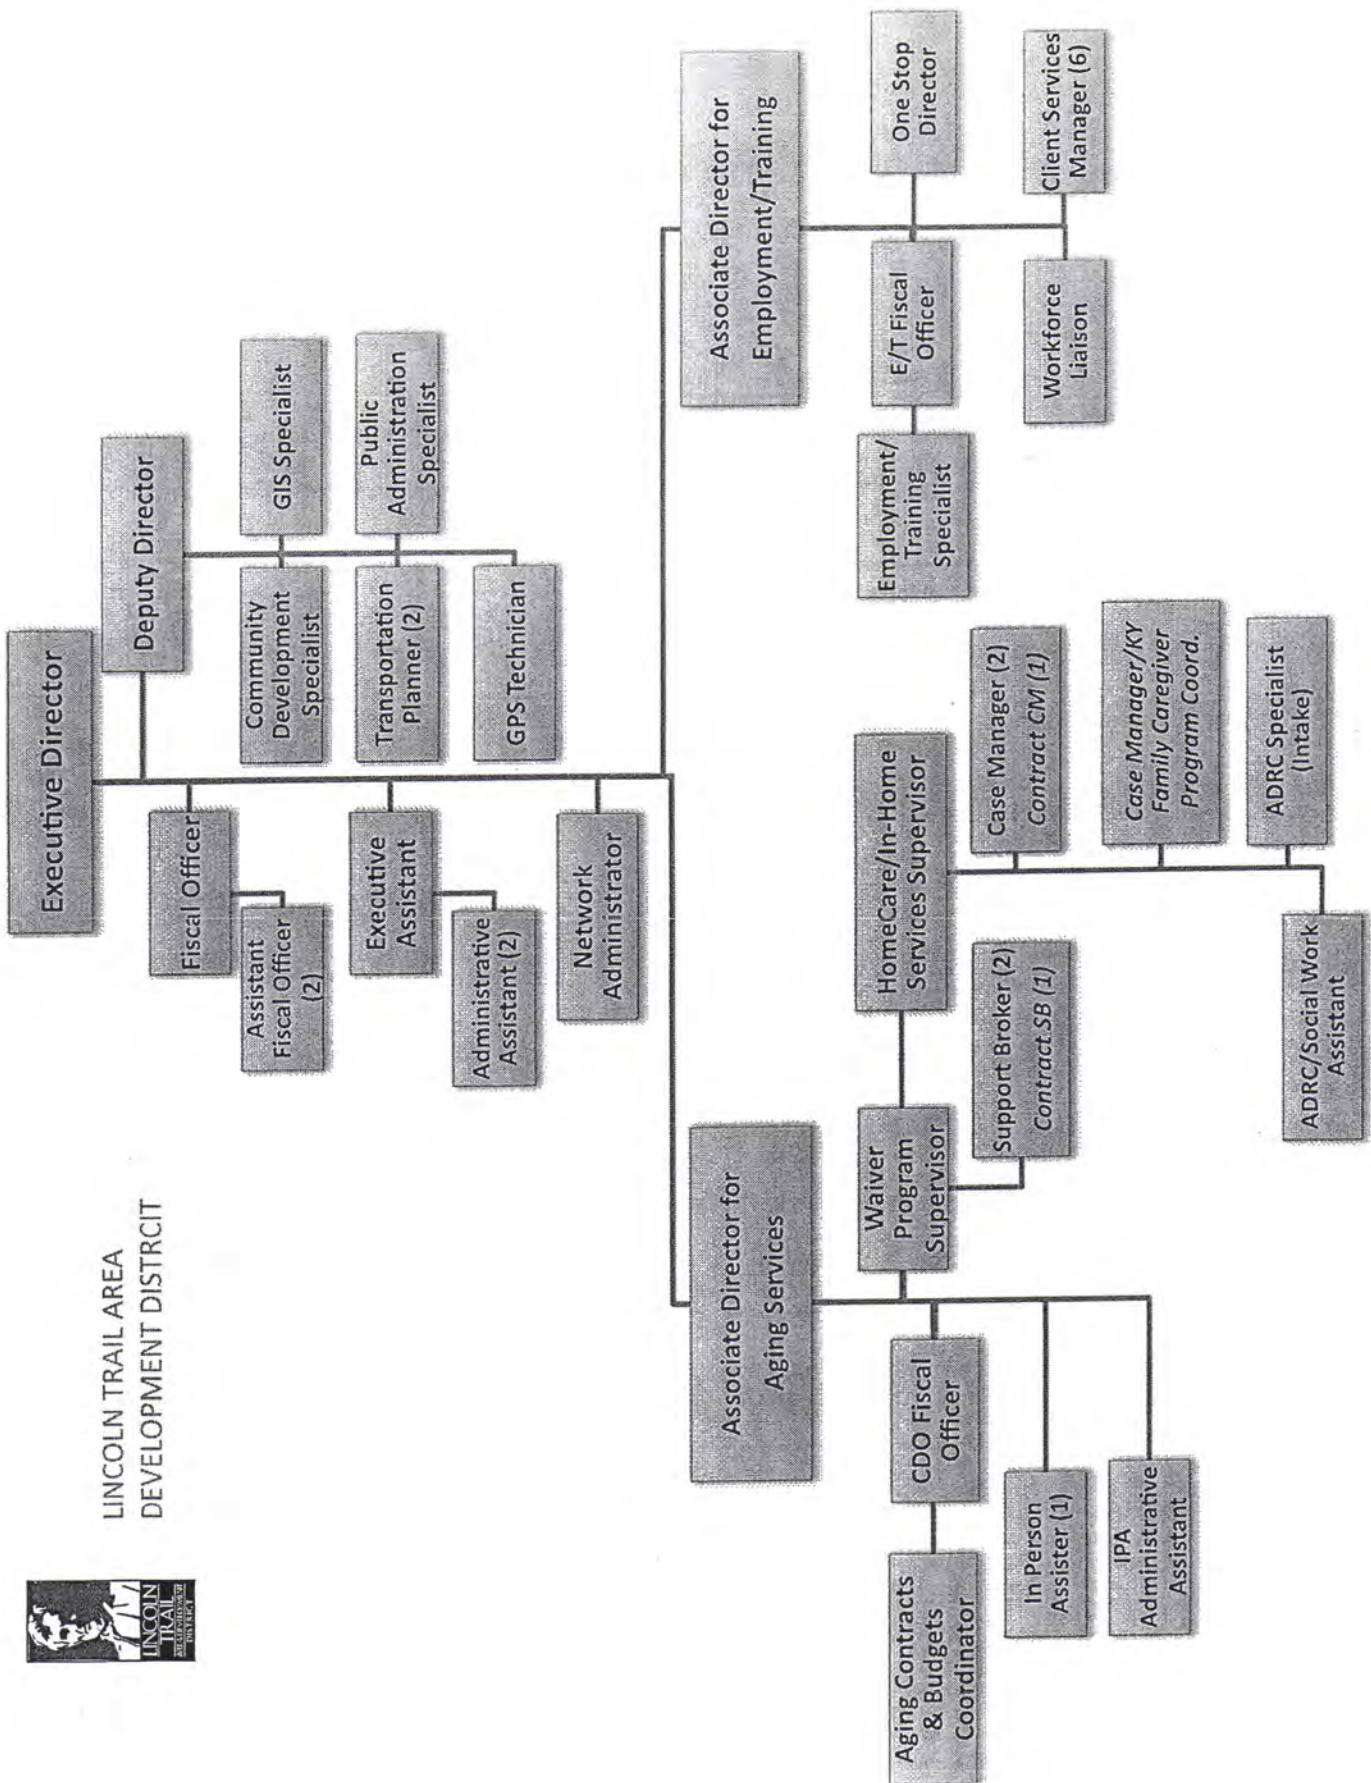 LINCOLN
TRAIL
AREA DEVELOPMENT
DISTRICT
LINCOLN TRAIL AREA
DEVELOPMENT DISTRCIT
Executive Director
Deputy Director
Community
Development
Specialist
GIS Specialist
Transportation
Planner (2)
Public
Administration
Specialist
GPS Technician
Fiscal Officer
Assistant
Fiscal Officer
(2)
Executive
Assistant
Administrative
Assistant (2)
Network
Administrator
Associate Director for
Aging Services
Waiver
Program
Supervisor
HomeCare/In-Home
Services Supervisor
Support Broker (2)
Contract SB (1)
Case Manager (2)
Contract CM (1)
Case Manager/KY
Family Caregiver
Program Coord.
ADRC Specialist
(Intake)
ADRC/Social Work
Assistant
Aging Contracts
& Budgets
Coordinator
CDO Fiscal
Officer
In Person
Assister (1)
IPA
Administrative
Assistant
Associate Director for
Employment/Training
Employment/
Training
Specialist
E/T Fiscal
Officer
One Stop
Director
Workforce
Liaison
Client Services
Manager (6)